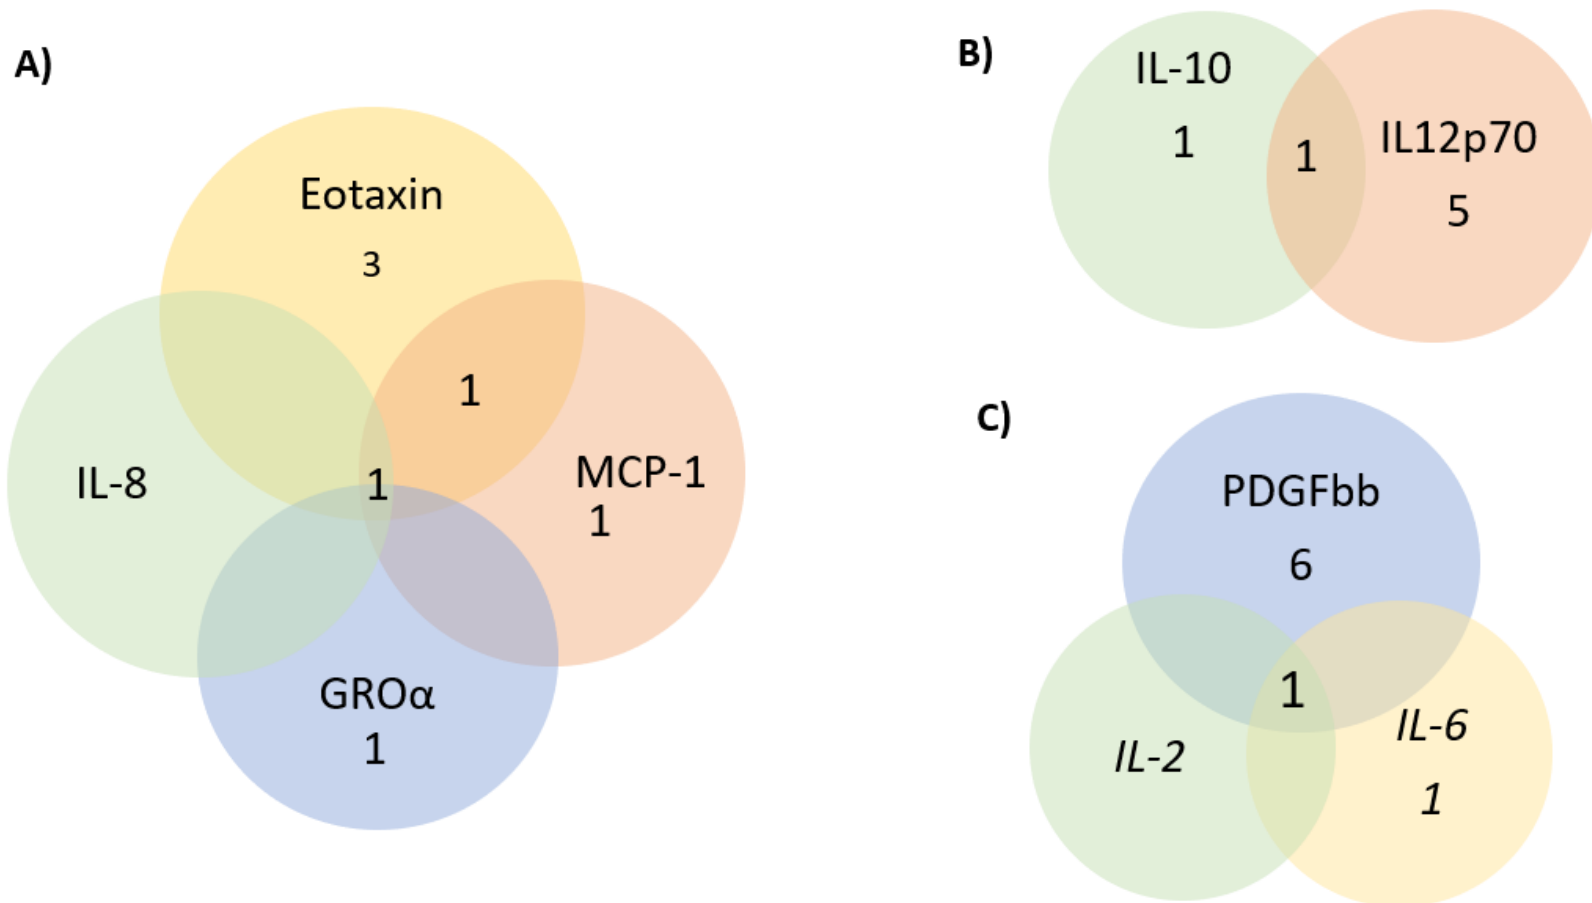 A)
Eotaxin
3
1
IL-8
1
MCP-1
1
GROα
1
B)
IL-10
1
1
IL12p70
5
C)
PDGFbb
6
1
IL-2
IL-6
1